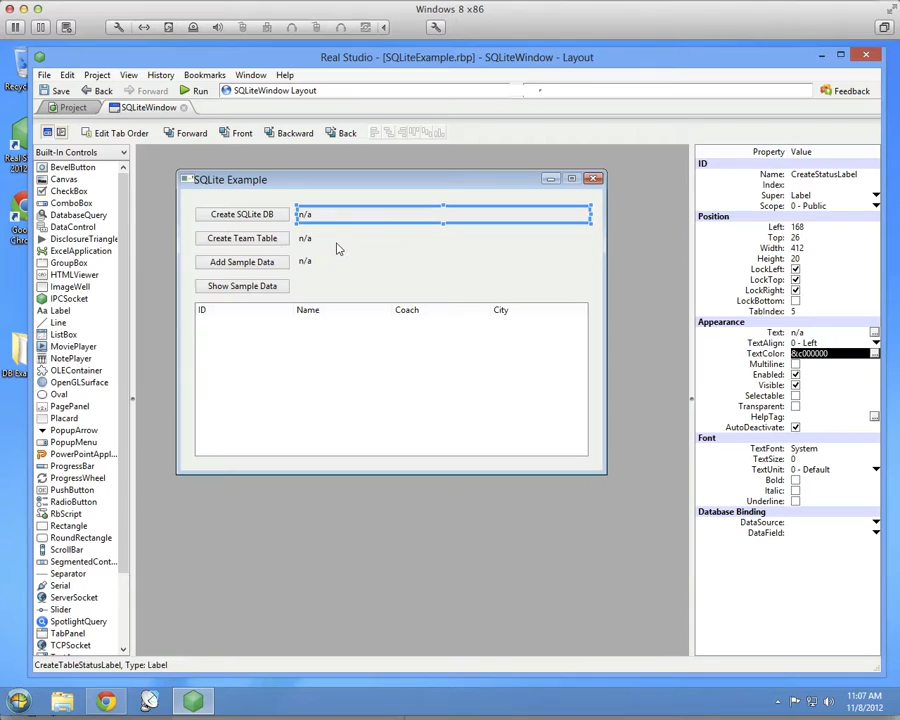 Windows 8 x86
Real Studio - [SQLiteExample.rbp] - SQLiteWindow - Layout
File Edit Project View History Bookmarks Window Help
Save Back Forward Run SQLiteWindow Layout Feedback
Project SQLiteWindow
Edit Tab Order Forward Front Backward Back
Built-In Controls
BevelButton
Canvas
CheckBox
ComboBox
DatabaseQuery
DataControl
DisclosureTriangle
ExcelApplication
GroupBox
HTMLViewer
ImageWell
IPCSocket
Label
Line
ListBox
MoviePlayer
NotePlayer
OLEContainer
OpenGLSurface
Oval
PagePanel
Placard
PopupArrow
PopupMenu
PowerPointAppl...
ProgressBar
ProgressWheel
PushButton
RadioButton
RbScript
Rectangle
RoundRectangle
ScrollBar
SegmentedCont...
Separator
Serial
ServerSocket
Slider
SpotlightQuery
TabPanel
TCPSocket
SQLite Example
Create SQLite DB n/a
Create Team Table n/a
Add Sample Data n/a
Show Sample Data
ID Name Coach City
Property Value
ID
Name: CreateStatusLabel
Index:
Super: Label
Scope: 0 - Public
Position
Left: 168
Top: 26
Width: 412
Height: 20
LockLeft:
LockTop:
LockRight:
LockBottom:
TabIndex: 5
Appearance
Text: n/a
TextAlign: 0 - Left
TextColor: &c000000
Multiline:
Enabled:
Visible:
Selectable:
Transparent:
HelpTag:
AutoDeactivate:
Font
TextFont: System
TextSize: 0
TextUnit: 0 - Default
Bold:
Italic:
Underline:
Database Binding
DataSource:
DataField:
CreateTableStatusLabel, Type: Label
11:07 AM
11/8/2012